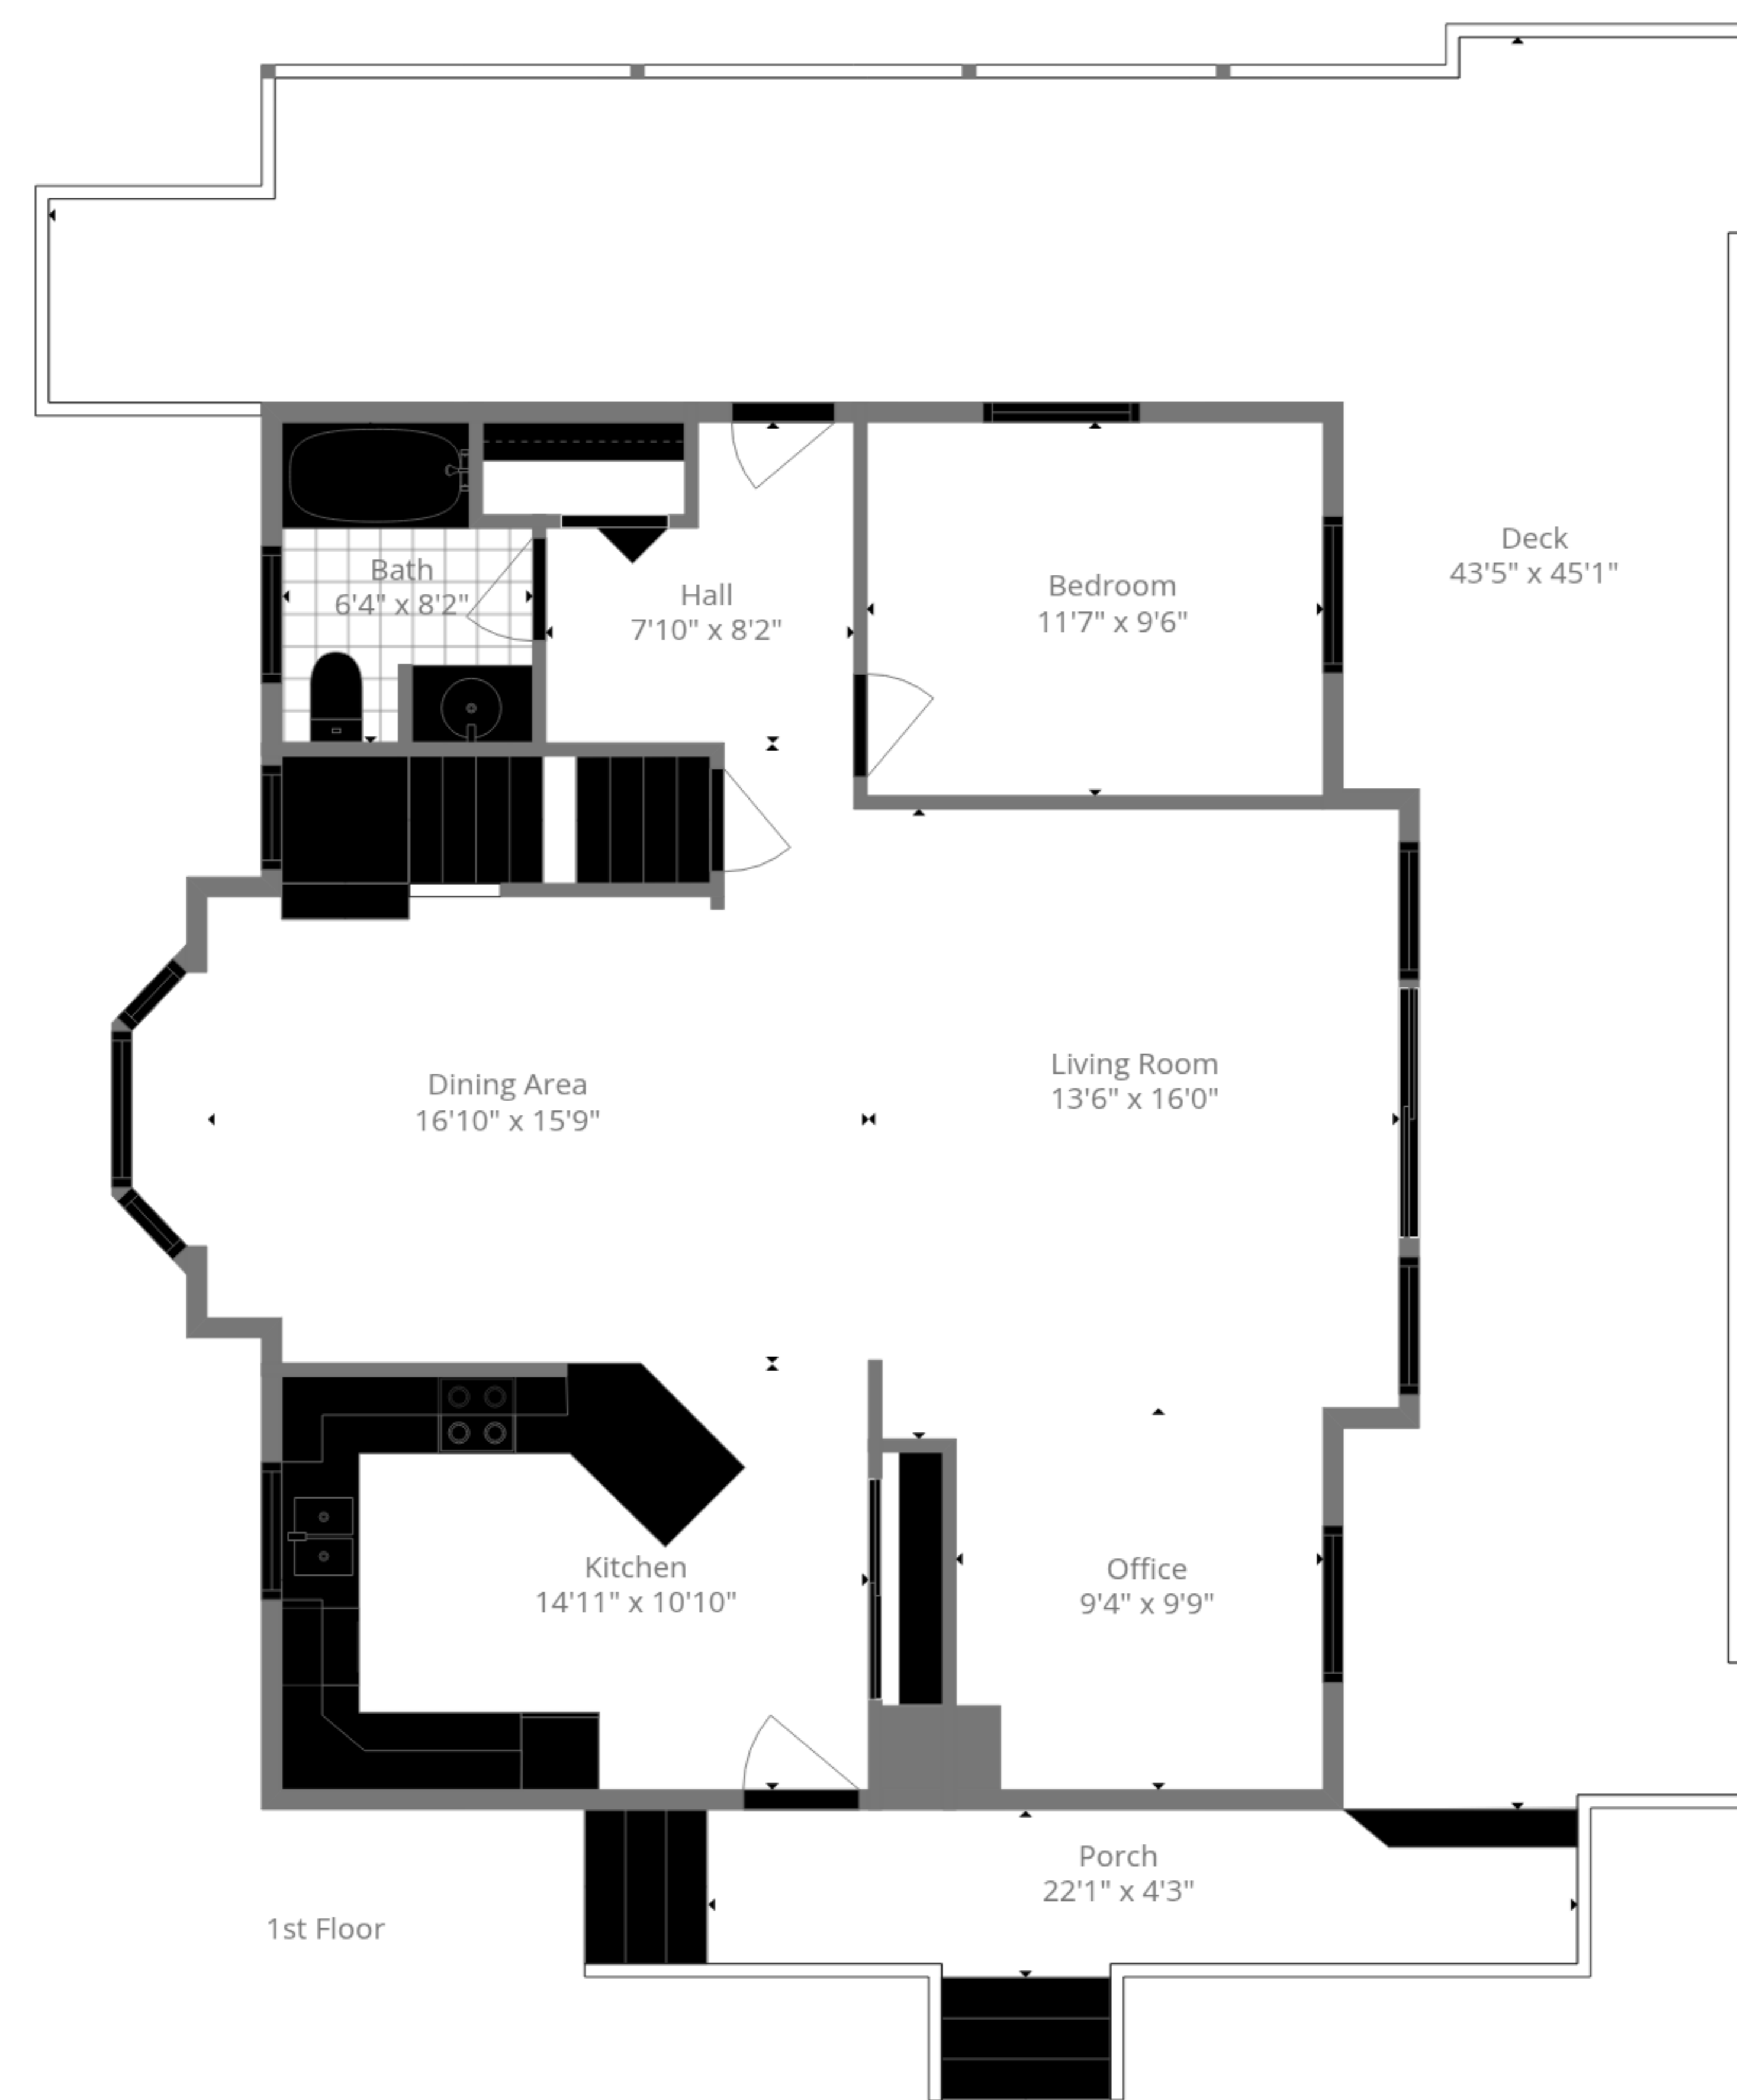 Deck
43'5" x 45'1"
Bath
6'4" x 8'2"
Hall
7'10" x 8'2"
Bedroom
11'7" x 9'6"
Dining Area
16'10" x 15'9"
Living Room
13'6" x 16'0"
Kitchen
14'11" x 10'10"
Office
9'4" x 9'9"
Porch
22'1" x 4'3"
1st Floor